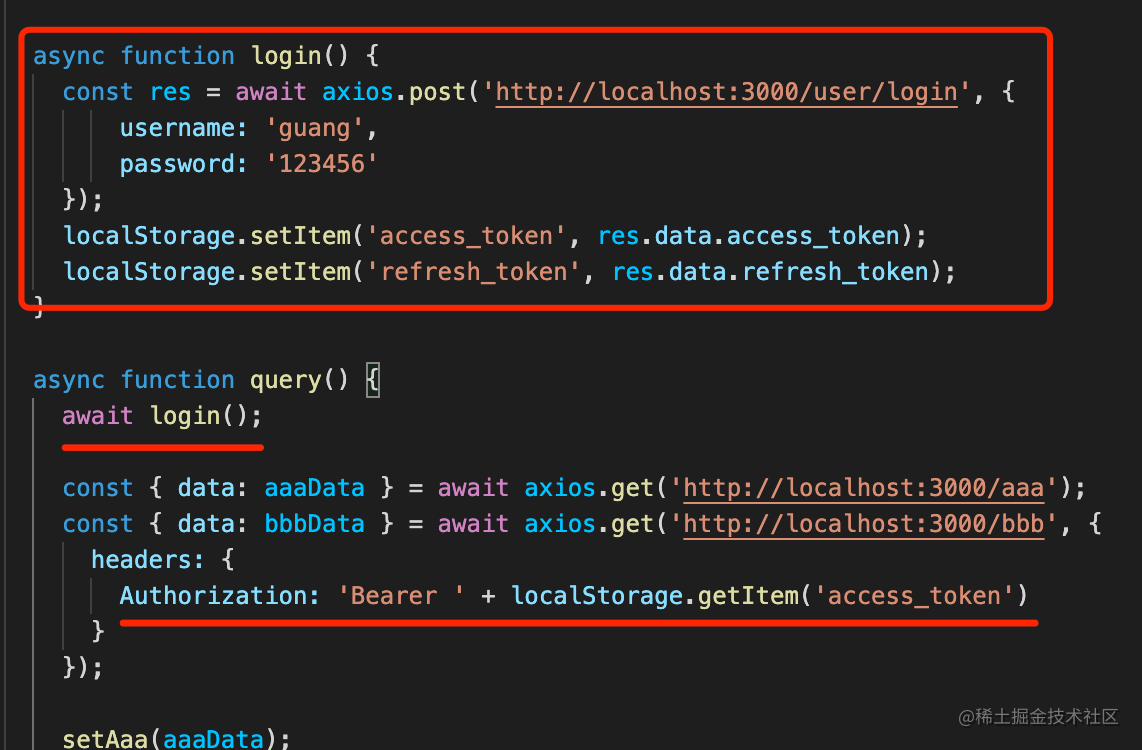 async function login() {
  const res = await axios.post('http://localhost:3000/user/login', {
      username: 'guang',
      password: '123456'
  });
  localStorage.setItem('access_token', res.data.access_token);
  localStorage.setItem('refresh_token', res.data.refresh_token);
}
async function query() {
  await login();
  const { data: aaaData } = await axios.get('http://localhost:3000/aaa');
  const { data: bbbData } = await axios.get('http://localhost:3000/bbb', {
    headers: {
      Authorization: 'Bearer ' + localStorage.getItem('access_token')
    }
  });
  setAaa(aaaData);
@稀土掘金技术社区